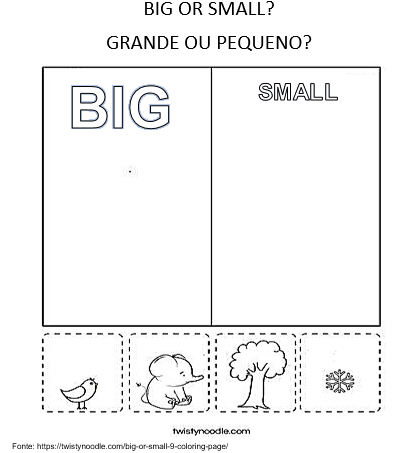 BIG OR SMALL?
GRANDE OU PEQUENO?
BIG
SMALL
twistynoodle.com
Fonte: https://twistynoodle.com/big-or-small-9-coloring-page/